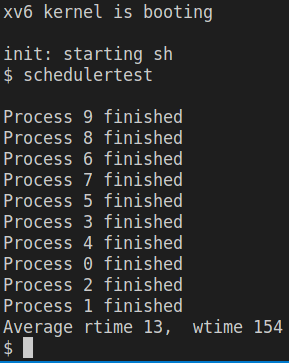 xv6 kernel is booting
init: starting sh
$ schedulertest
Process 9 finished
Process 8 finished
Process 6 finished
Process 7 finished
Process 5 finished
Process 3 finished
Process 4 finished
Process 0 finished
Process 2 finished
Process 1 finished
Average rtime 13,  wtime 154
$